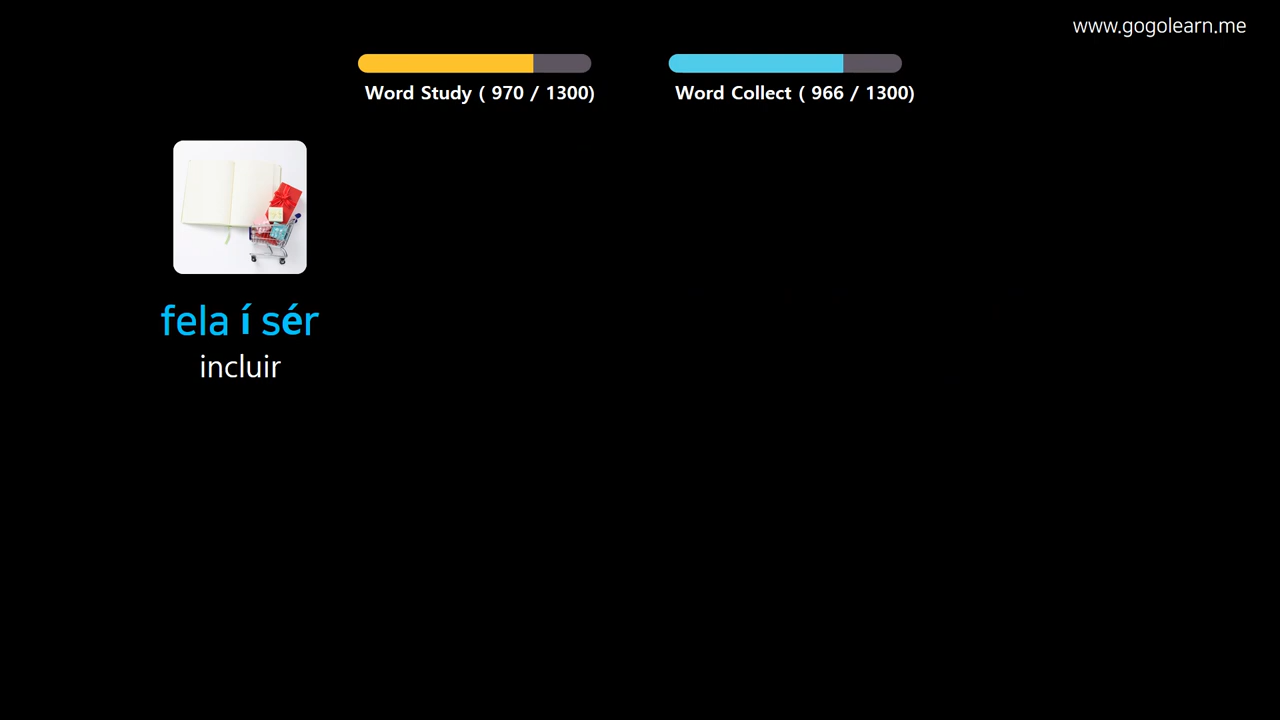 www.gogolearn.me
Word Study ( 970 / 1300)
Word Collect ( 966 / 1300)
fela í sér
incluir